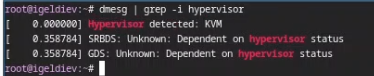 root@igeldiev:~# dmesg | grep -i hypervisor
[    0.000000] Hypervisor detected: KVM
[    0.358784] SRBDS: Unknown: Dependent on hypervisor status
[    0.358784] GDS: Unknown: Dependent on hypervisor status
root@igeldiev:~#